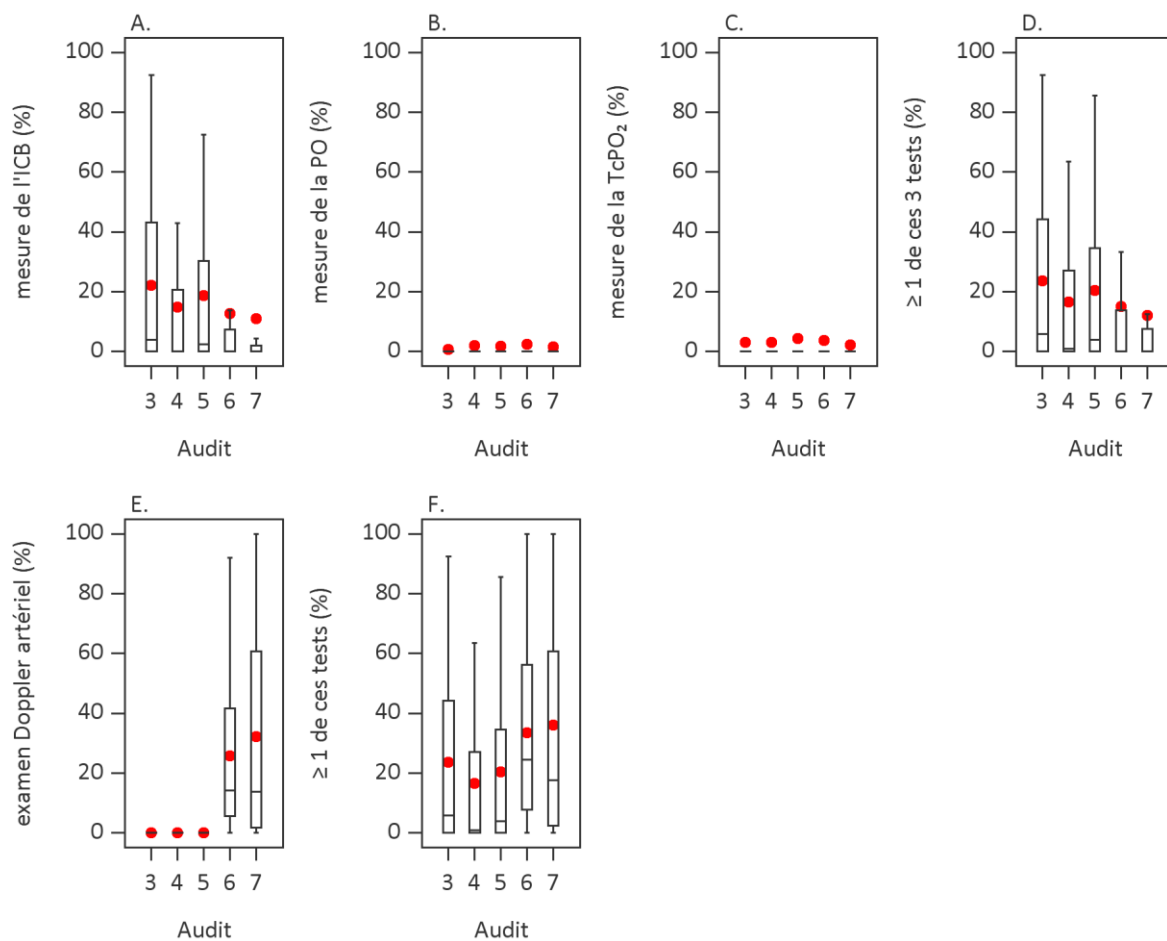 A.
mesure de l'ICB (%)
100
80
60
40
20
0
3 4 5 6 7
Audit
B.
mesure de la PO (%)
100
80
60
40
20
0
3 4 5 6 7
Audit
C.
mesure de la TcPO₂ (%)
100
80
60
40
20
0
3 4 5 6 7
Audit
D.
≥ 1 de ces 3 tests (%)
100
80
60
40
20
0
3 4 5 6 7
Audit
E.
examen Doppler artériel (%)
100
80
60
40
20
0
3 4 5 6 7
Audit
F.
≥ 1 de ces tests (%)
100
80
60
40
20
0
3 4 5 6 7
Audit